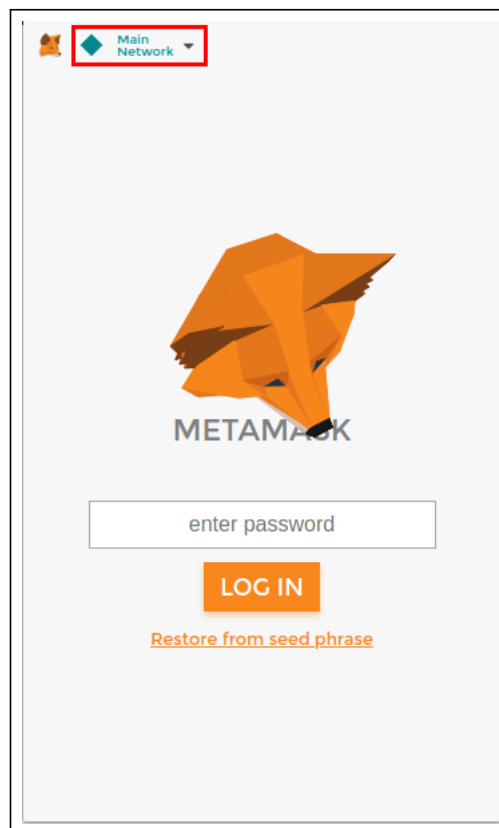 Main
Network
METAMASK
enter password
LOG IN
Restore from seed phrase